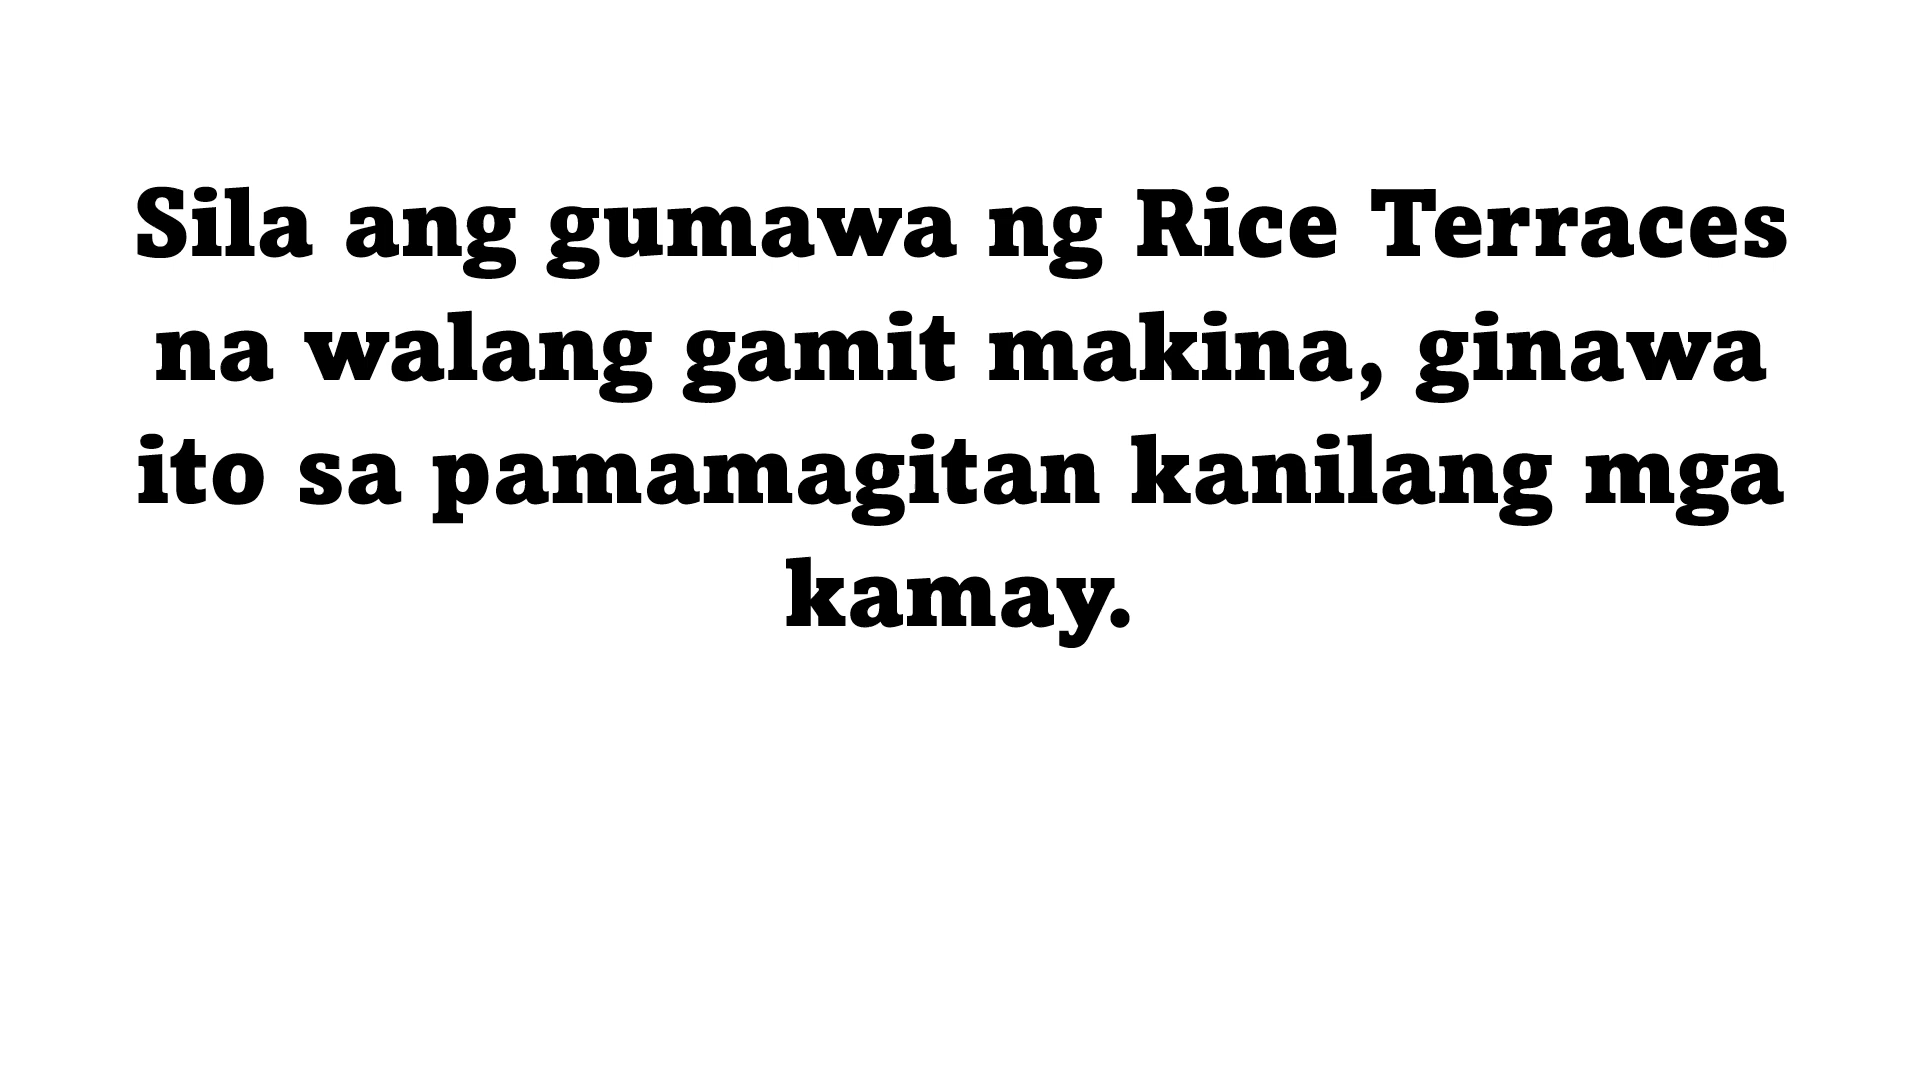 Sila ang gumawa ng Rice Terraces
na walang gamit makina, ginawa
ito sa pamamagitan kanilang mga
kamay.